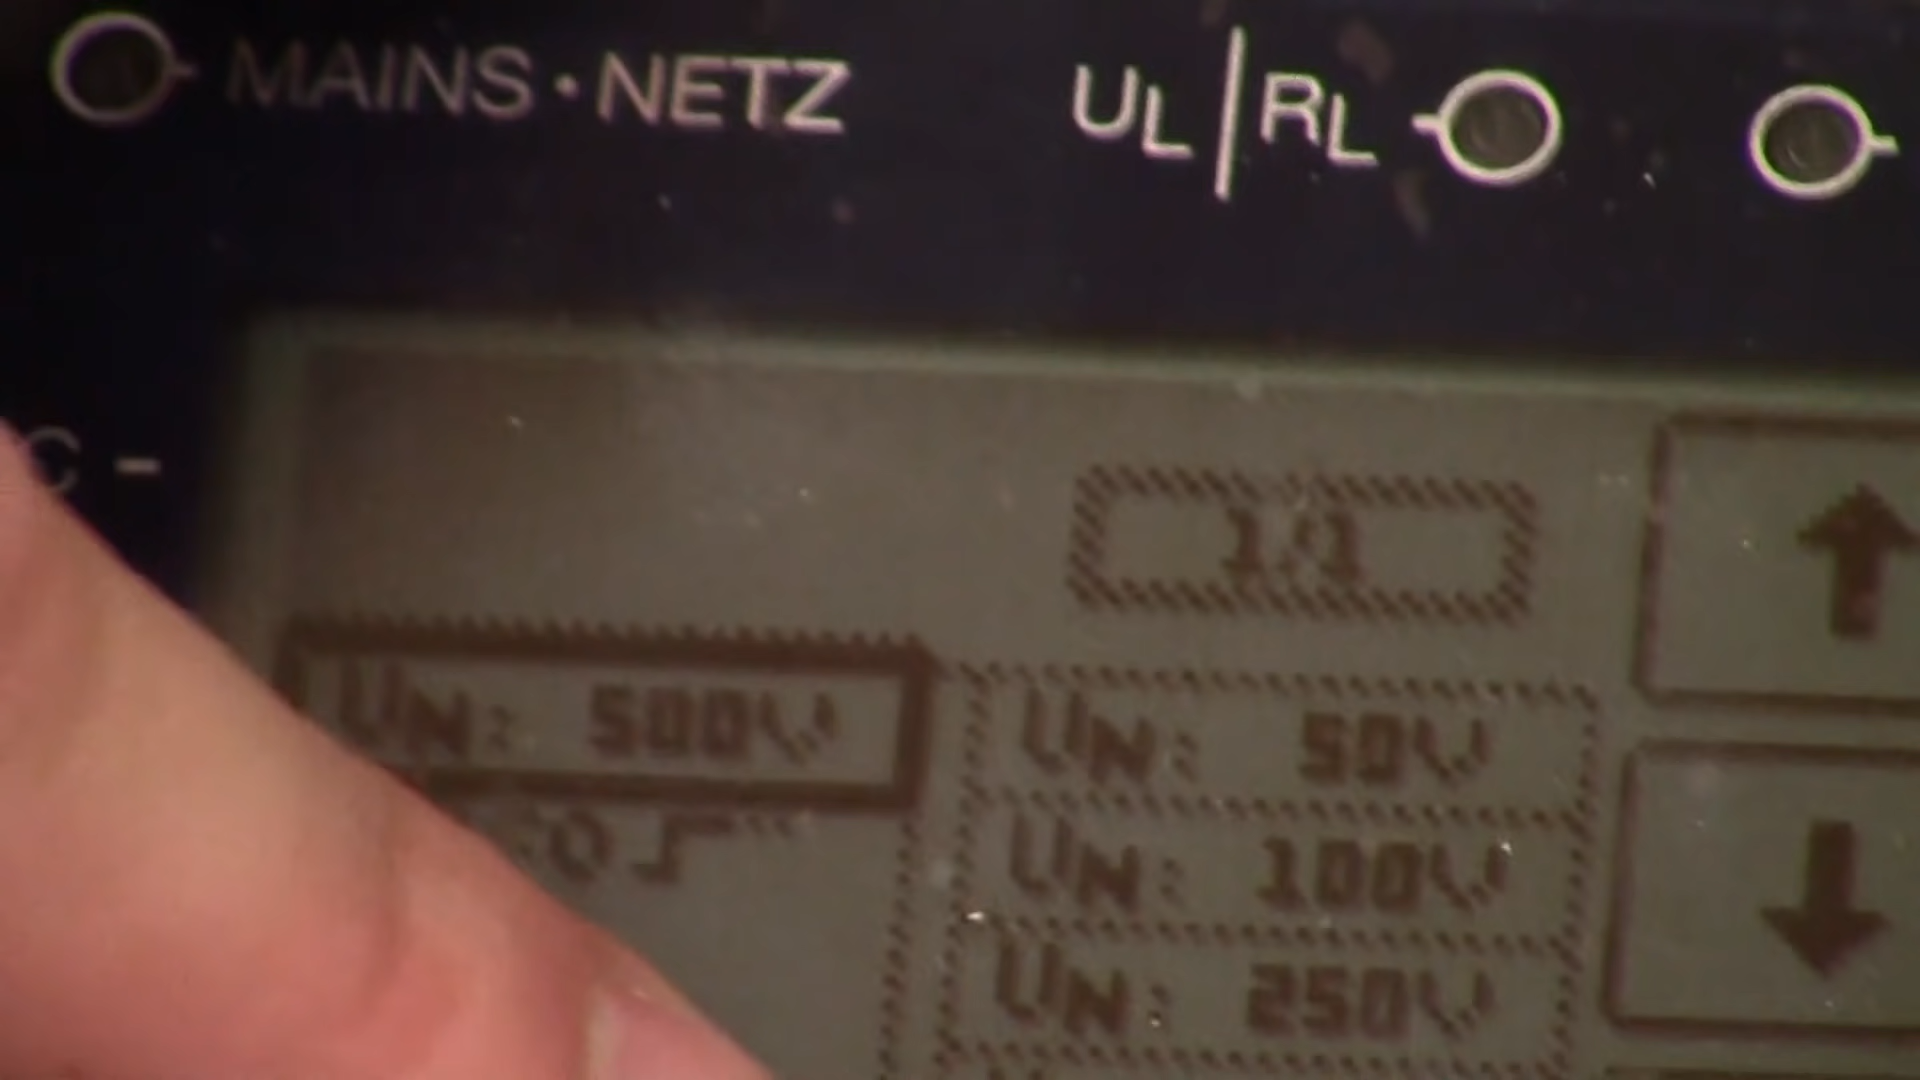 MAINS • NETZ
UL|RL
C -
1/1
UN: 500V
UN: 50V
UN: 100V
UN: 250V